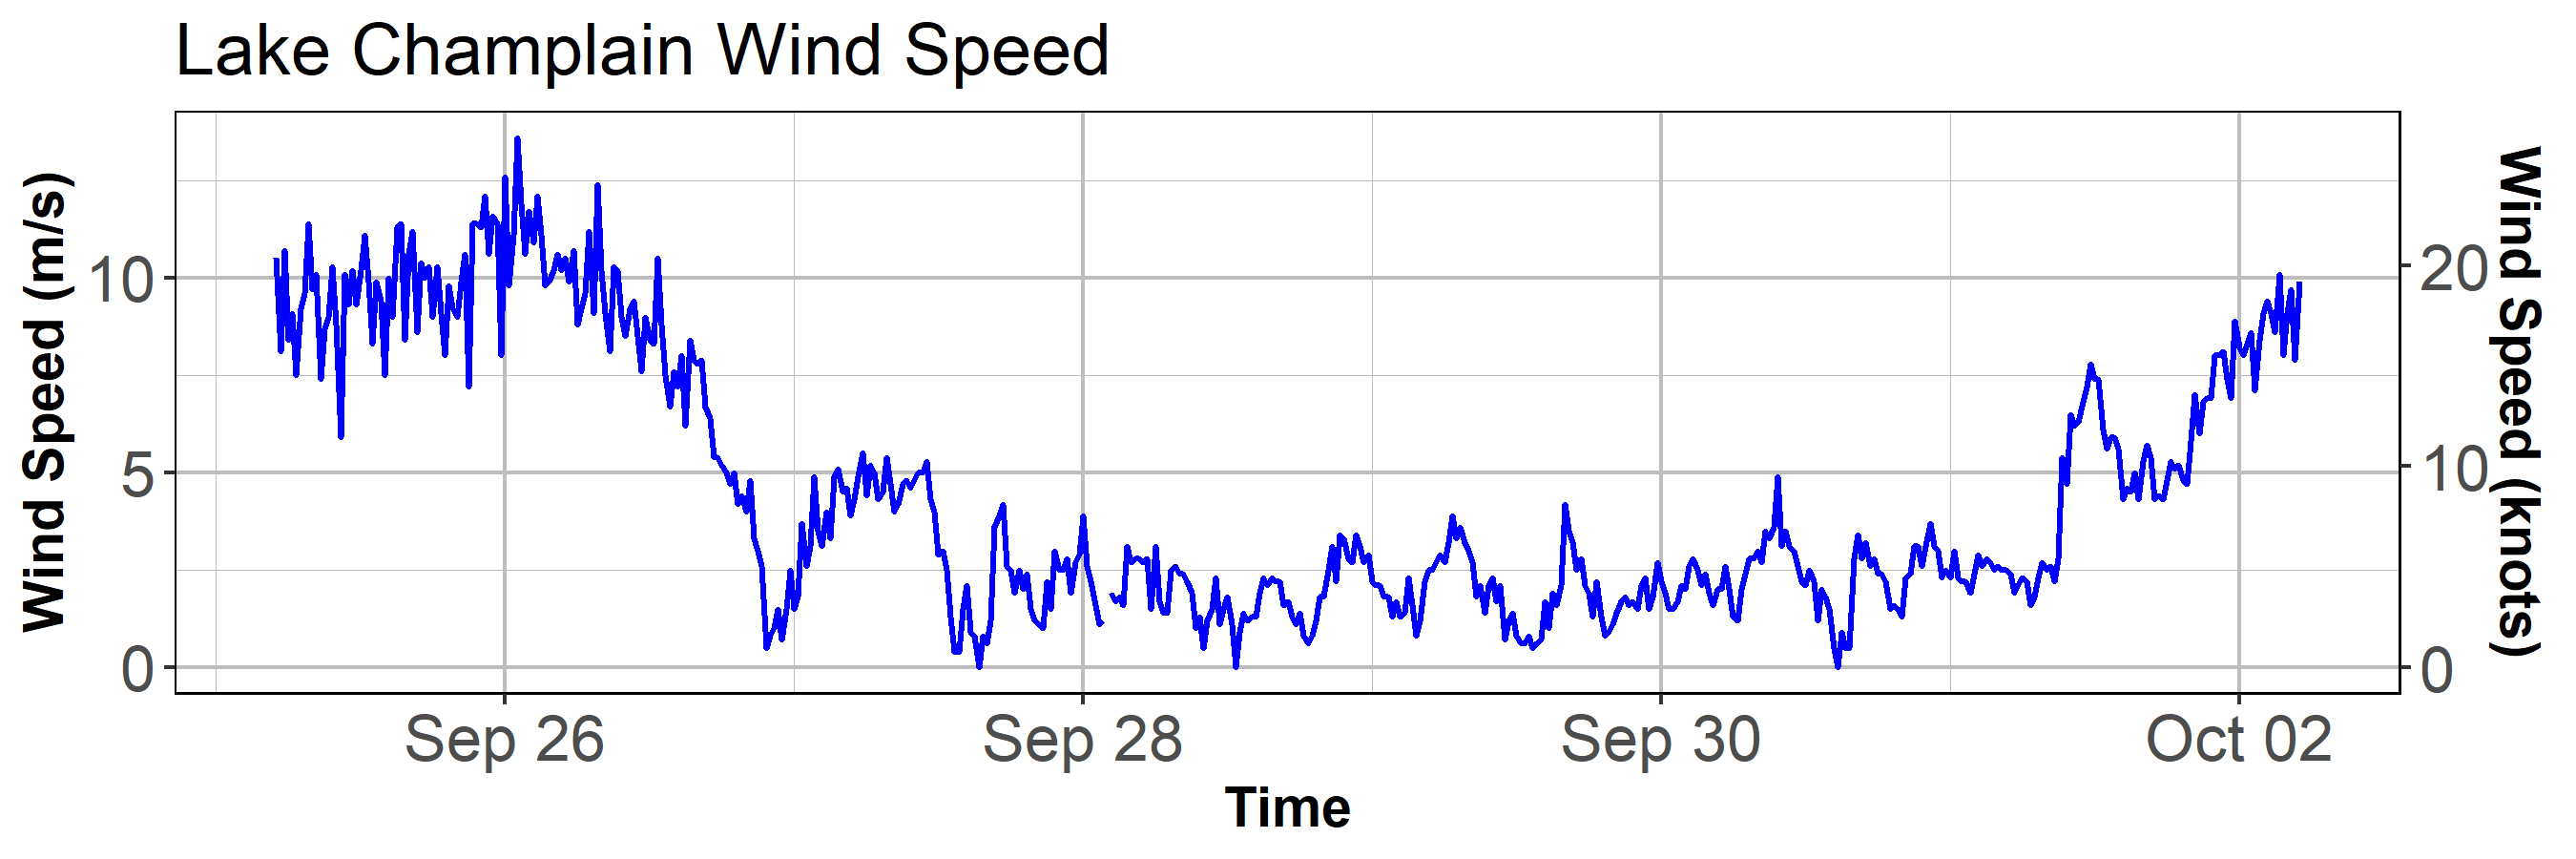 Lake Champlain Wind Speed
Wind Speed (m/s)
10
5
0
20
10
0
Wind Speed (knots)
Sep 26
Sep 28
Sep 30
Oct 02
Time